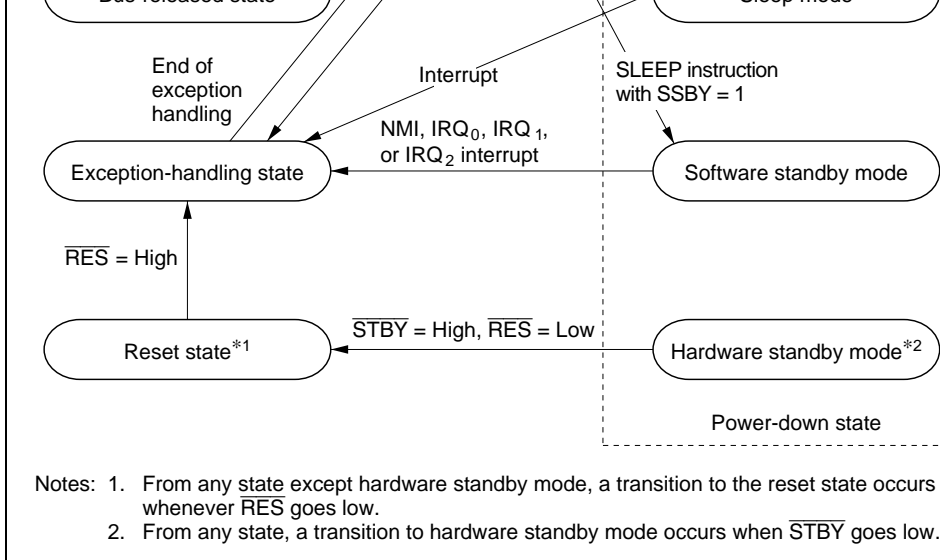 Bus-released state
Sleep mode
End of
exception
handling
Interrupt
SLEEP instruction
with SSBY = 1
NMI, IRQ0, IRQ1,
or IRQ2 interrupt
Exception-handling state
Software standby mode
RES = High
STBY = High, RES = Low
Reset state*1
Hardware standby mode*2
Power-down state
Notes: 1. From any state except hardware standby mode, a transition to the reset state occurs
whenever RES goes low.
2. From any state, a transition to hardware standby mode occurs when STBY goes low.